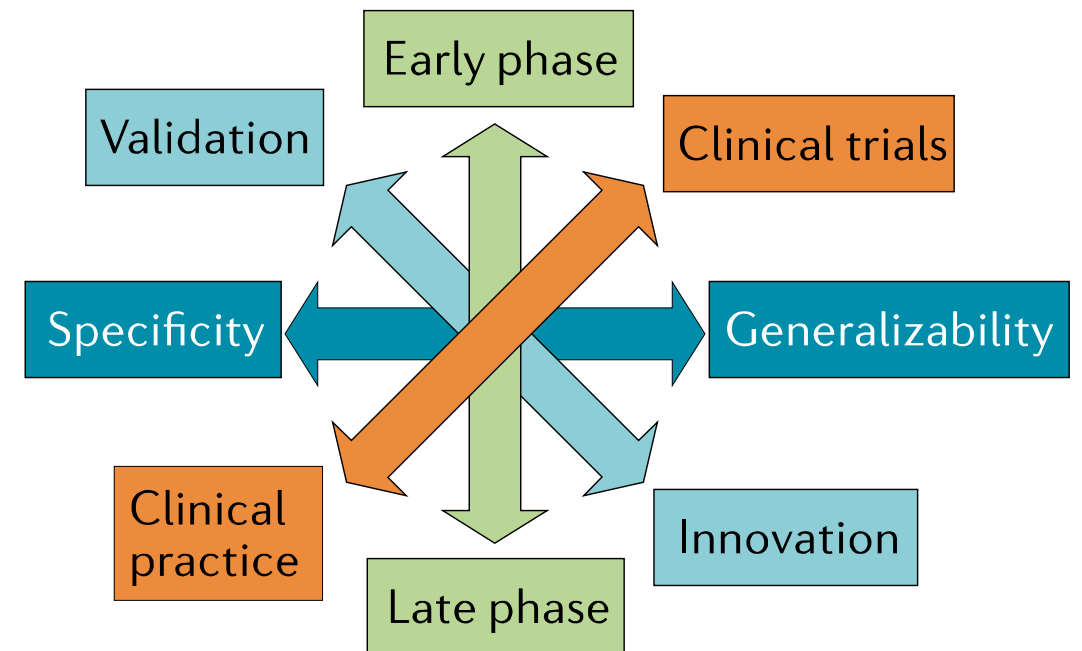 Early phase
Validation
Clinical trials
Specificity
Generalizability
Clinical
practice
Innovation
Late phase